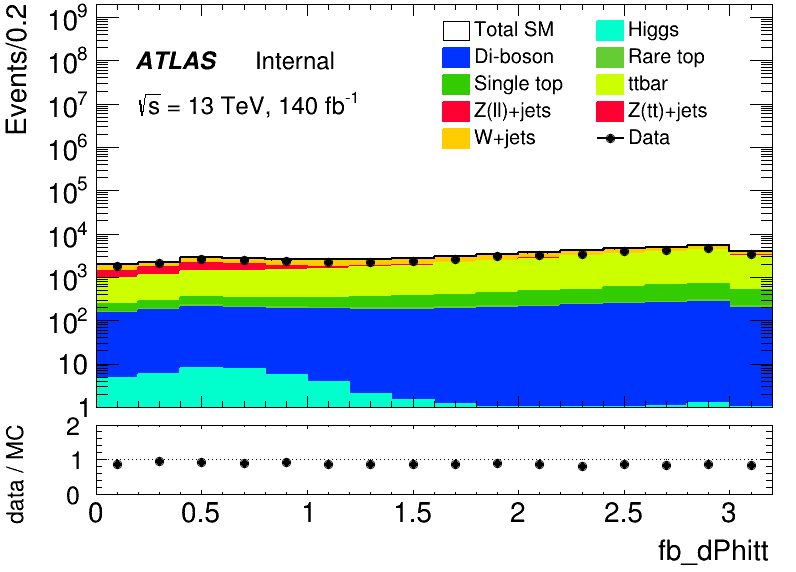 Events/0.2
10^9
10^8
10^7
10^6
10^5
10^4
10^3
10^2
10
1
ATLAS Internal
√s = 13 TeV, 140 fb^-1
Total SM
Higgs
Di-boson
Rare top
Single top
ttbar
Z(ll)+jets
Z(tt)+jets
W+jets
Data
data / MC
2
1
0
0 0.5 1 1.5 2 2.5 3
fb_dPhitt